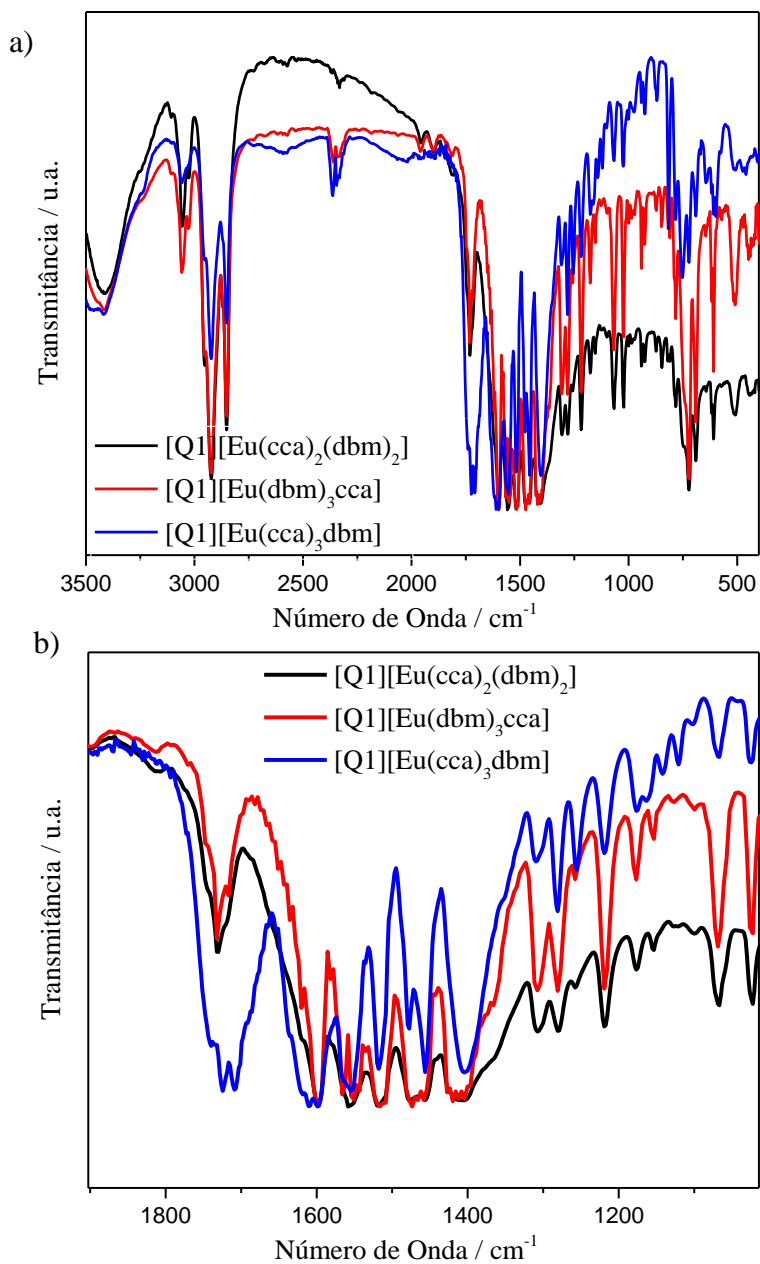 a)
Transmitância / u.a.
[Q1][Eu(cca)₂(dbm)₂]
[Q1][Eu(dbm)₃cca]
[Q1][Eu(cca)₃dbm]
3500 3000 2500 2000 1500 1000 500
Número de Onda / cm⁻¹
b)
Transmitância / u.a.
[Q1][Eu(cca)₂(dbm)₂]
[Q1][Eu(dbm)₃cca]
[Q1][Eu(cca)₃dbm]
1800 1600 1400 1200
Número de Onda / cm⁻¹